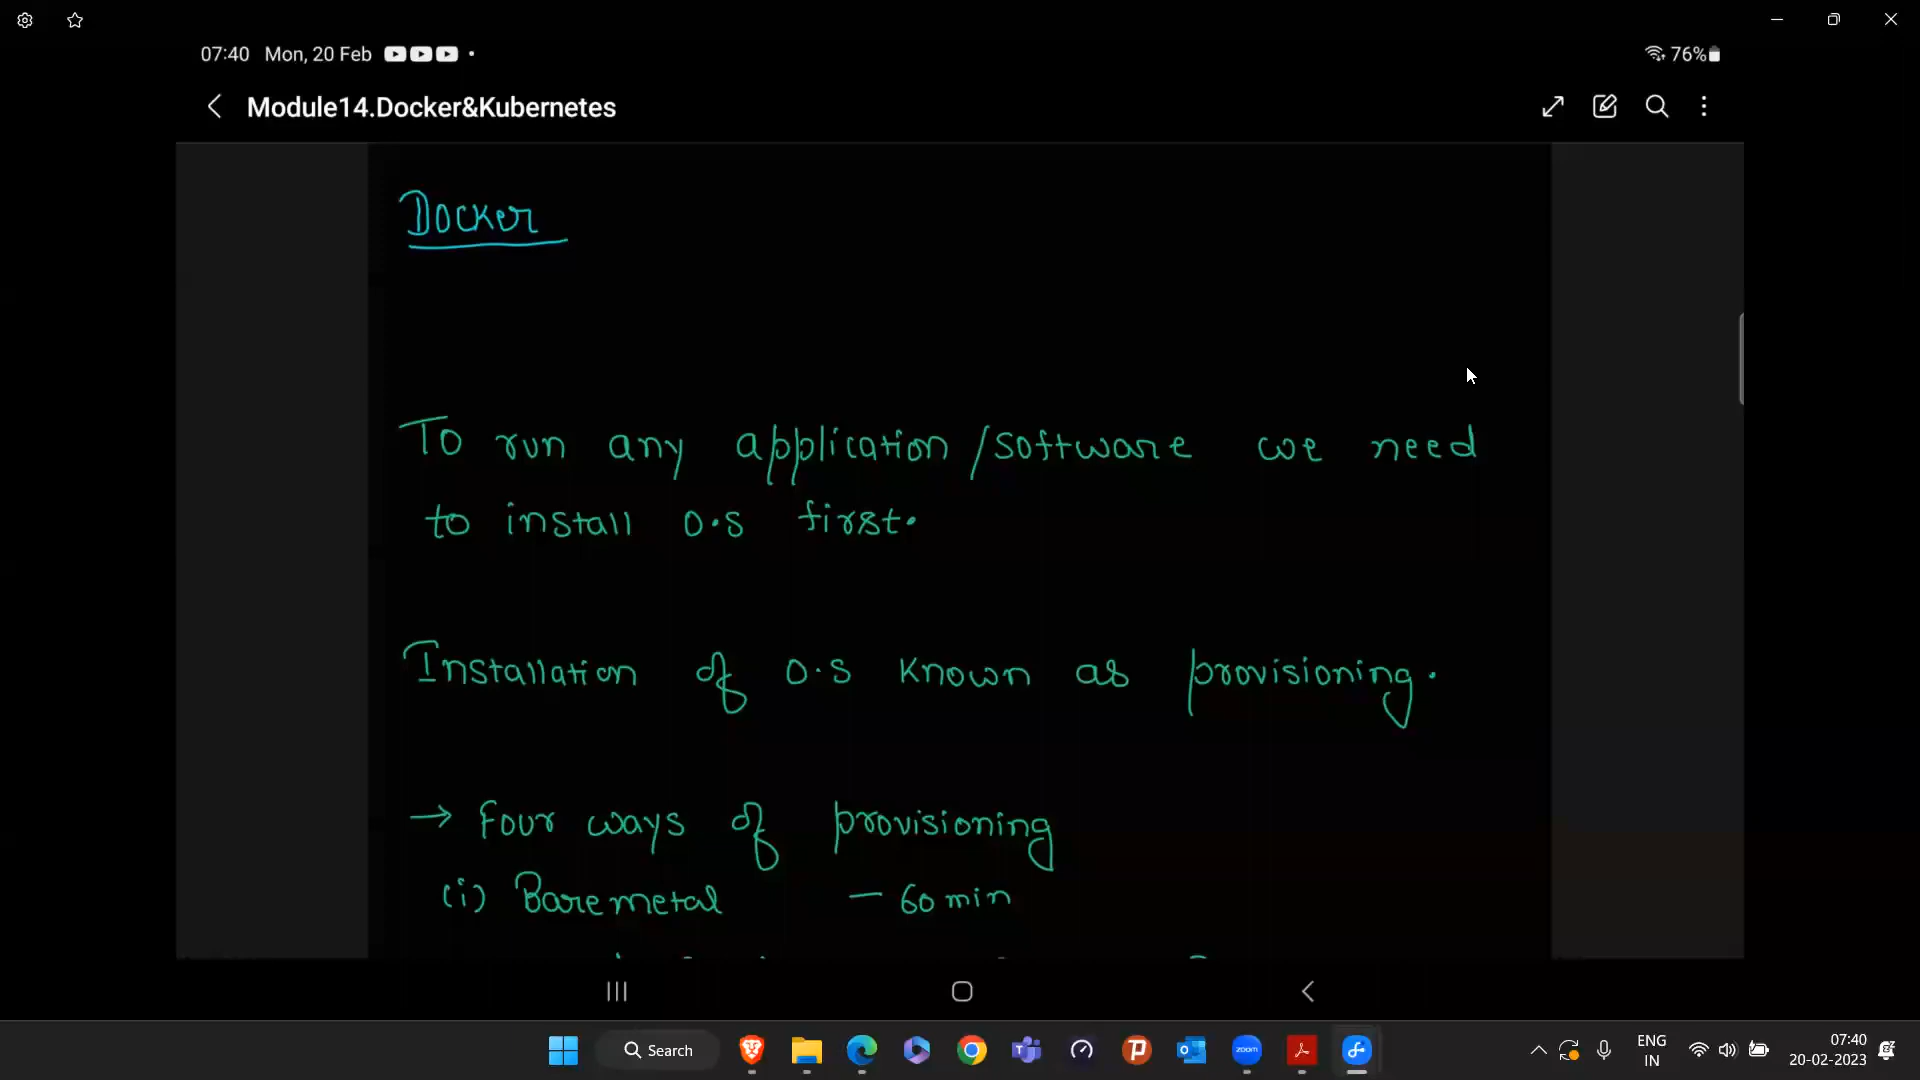 07:40 Mon, 20 Feb
76%
Module14.Docker&Kubernetes
Docker
To run any application/software we need
to install O.S first.
Installation of O.S known as provisioning.
→ Four ways of provisioning
(i) Baremetal - 60 min
Search
zoom
ENG
IN
07:40
20-02-2023